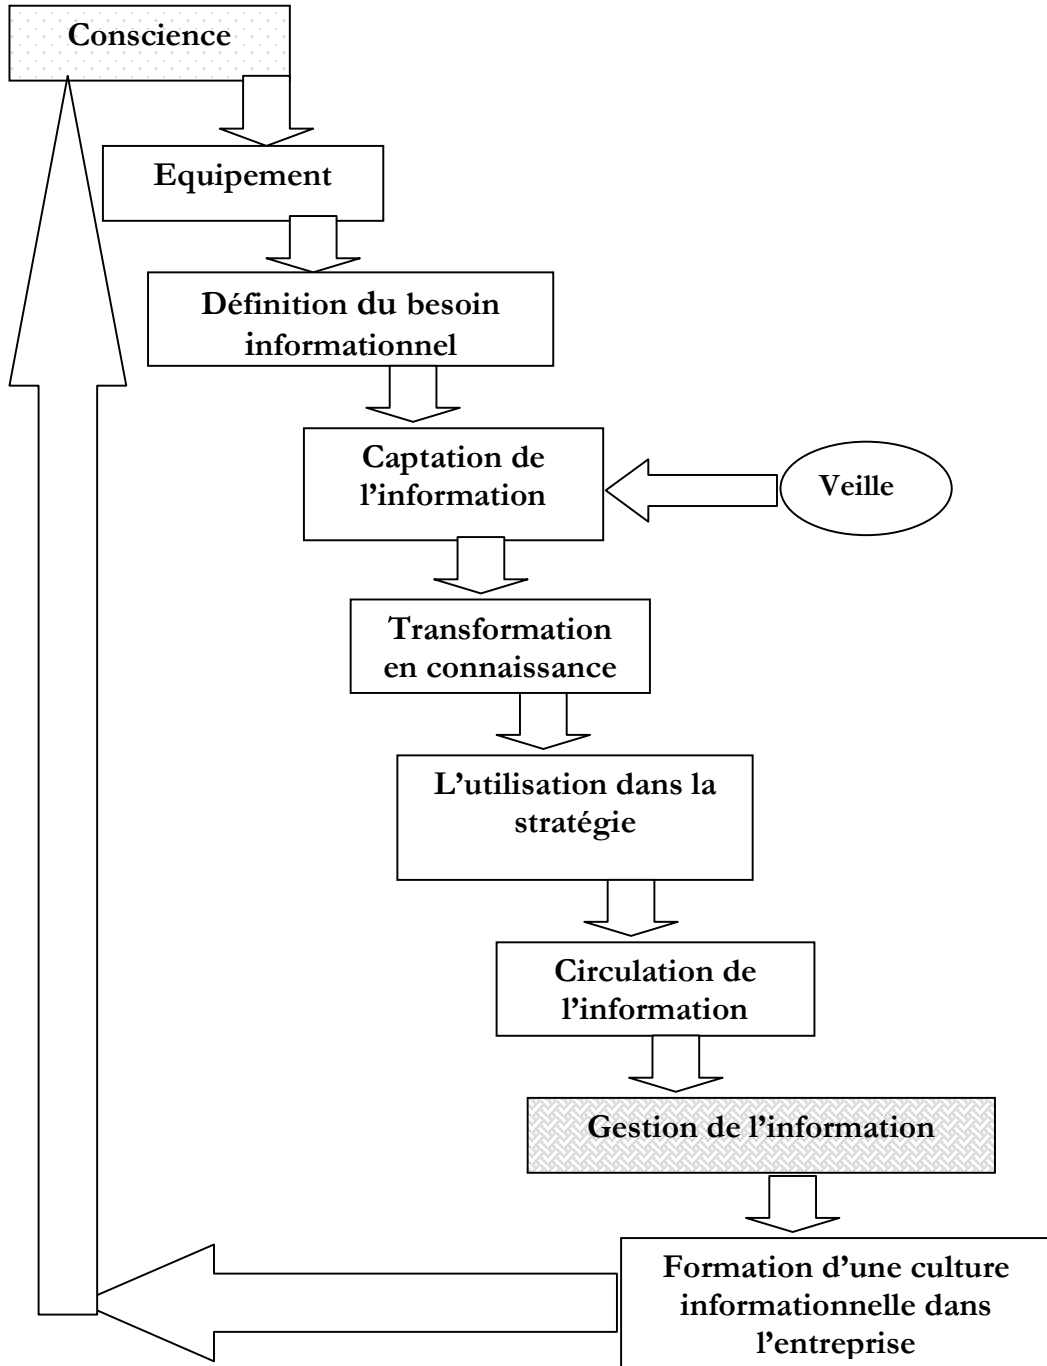 Conscience
Equipement
Définition du besoin
informationnel
Captation de
l’information
Veille
Transformation
en connaissance
L’utilisation dans la
stratégie
Circulation de
l’information
Gestion de l’information
Formation d’une culture
informationnelle dans
l’entreprise